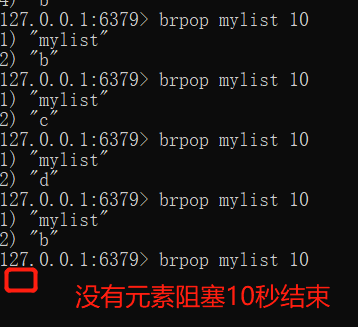 4) "b"
127.0.0.1:6379> brpop mylist 10
1) "mylist"
2) "b"
127.0.0.1:6379> brpop mylist 10
1) "mylist"
2) "c"
127.0.0.1:6379> brpop mylist 10
1) "mylist"
2) "d"
127.0.0.1:6379> brpop mylist 10
1) "mylist"
2) "b"
127.0.0.1:6379> brpop mylist 10
没有元素阻塞10秒结束